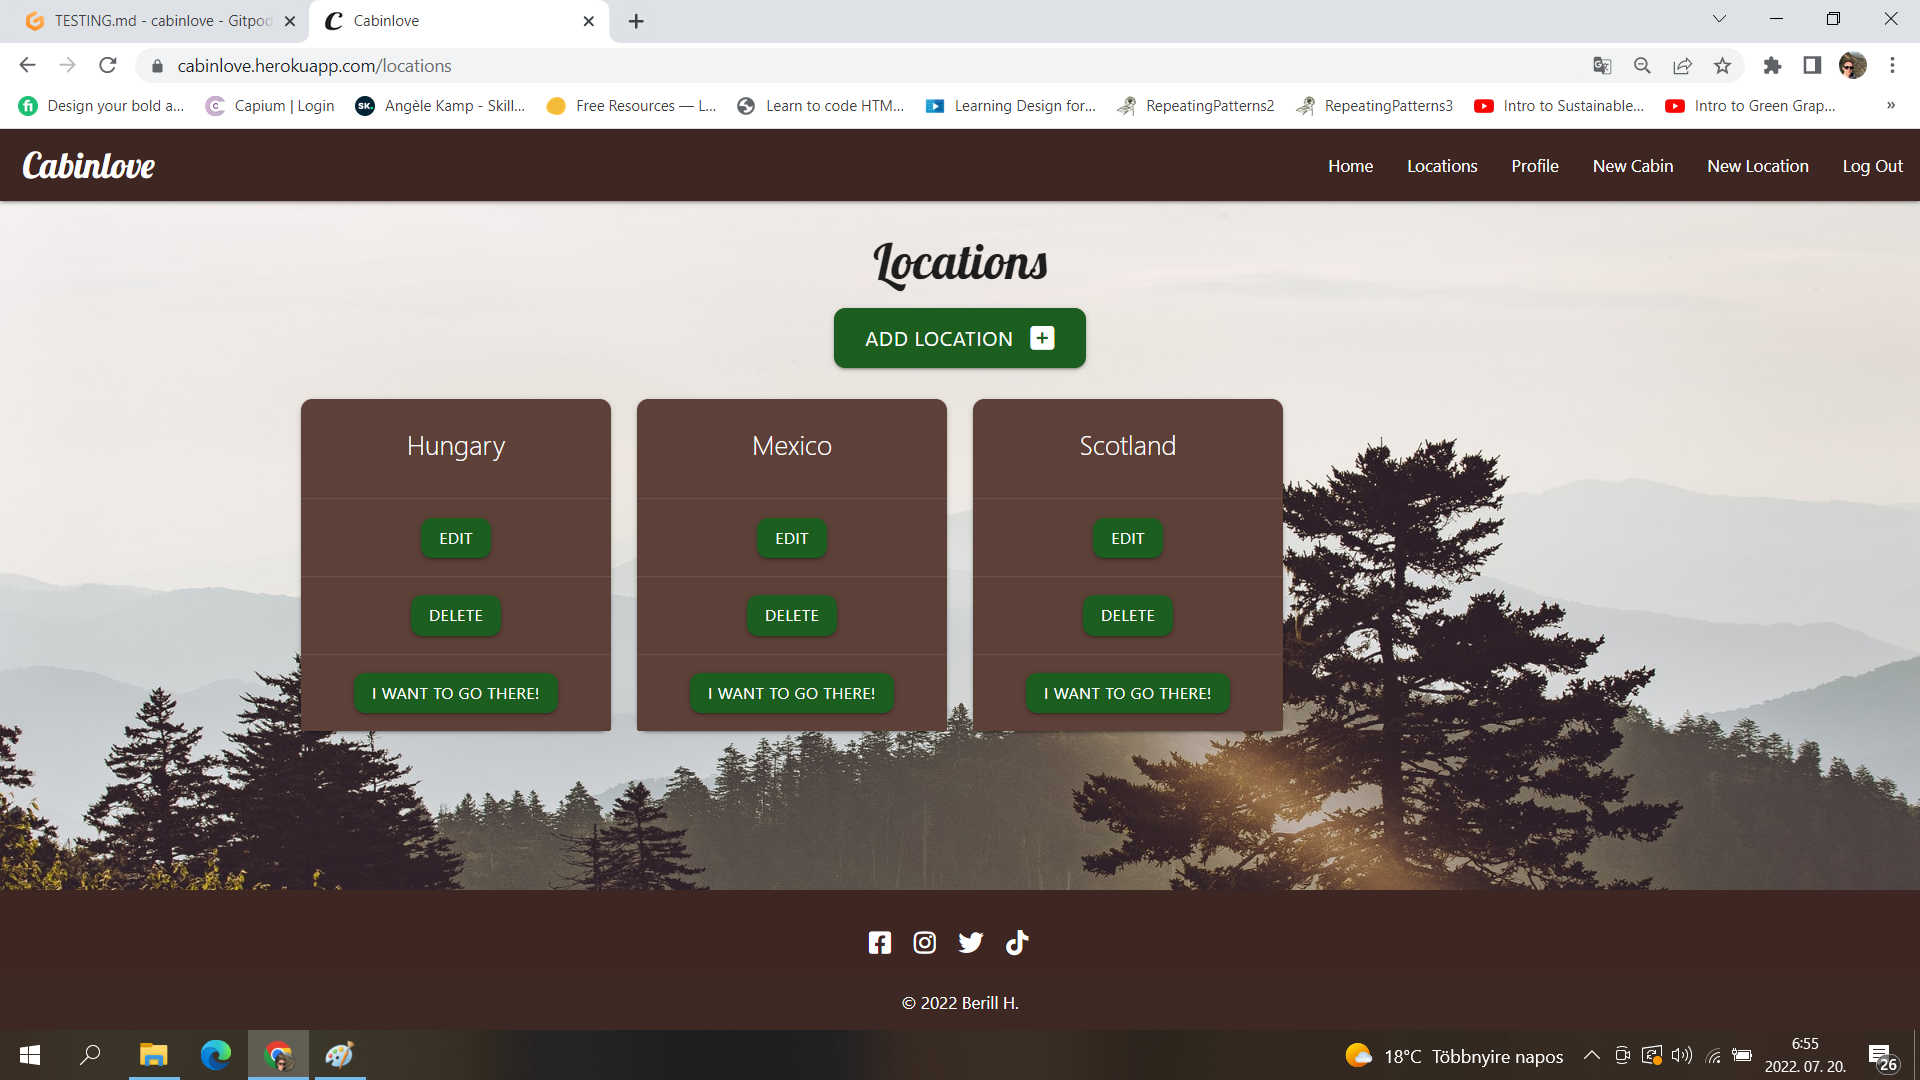 TESTING.md - cabinlove - Gitpod
Cabinlove
cabinlove.herokuapp.com/locations
Design your bold a...
Capium | Login
SK.
Angèle Kamp - Skill...
Free Resources — L...
Learn to code HTM...
Learning Design for...
RepeatingPatterns2
RepeatingPatterns3
Intro to Sustainable...
Intro to Green Grap...
»
Cabinlove
Home
Locations
Profile
New Cabin
New Location
Log Out
Locations
ADD LOCATION
Hungary
Mexico
Scotland
EDIT
EDIT
EDIT
DELETE
DELETE
DELETE
I WANT TO GO THERE!
I WANT TO GO THERE!
I WANT TO GO THERE!
© 2022 Berill H.
18°C Többnyire napos
6:55
2022. 07. 20.
26